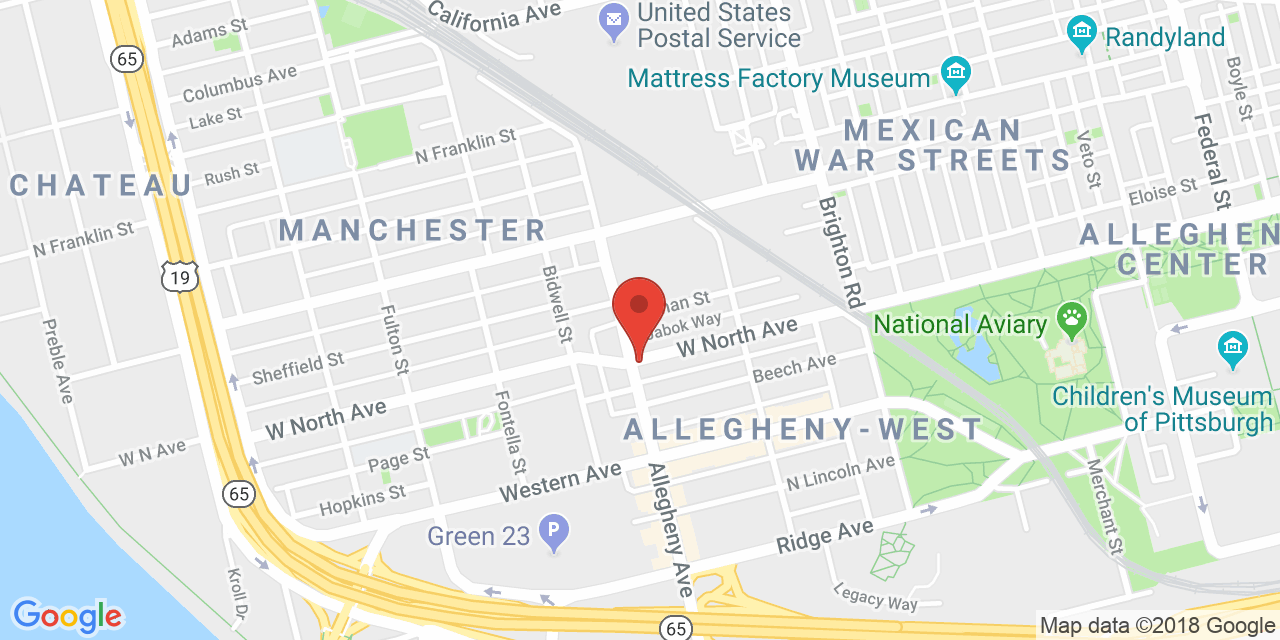 California Ave
United States
Postal Service
Adams St
65
Randyland
Mattress Factory Museum
Columbus Ave
Boyle St
Lake St
MEXICAN
WAR STREETS
Federal St
N Franklin St
Veto St
Rush St
CHATEAU
Eloise St
MANCHESTER
Brighton Rd
N Franklin St
ALLEGHEN
CENTER
19
Bidwell St
Fulton St
man St
abok Way
W North Ave
National Aviary
Preble Ave
Sheffield St
Beech Ave
Children's Museum
of Pittsburgh
W North Ave
Fontella St
ALLEGHENY-WEST
W N Ave
Page St
Western Ave
N Lincoln Ave
Hopkins St
65
Allegheny Ave
Merchant St
Green 23
P
Ridge Ave
Kroll Dr
Legacy Way
Google
65
Map data ©2018 Google